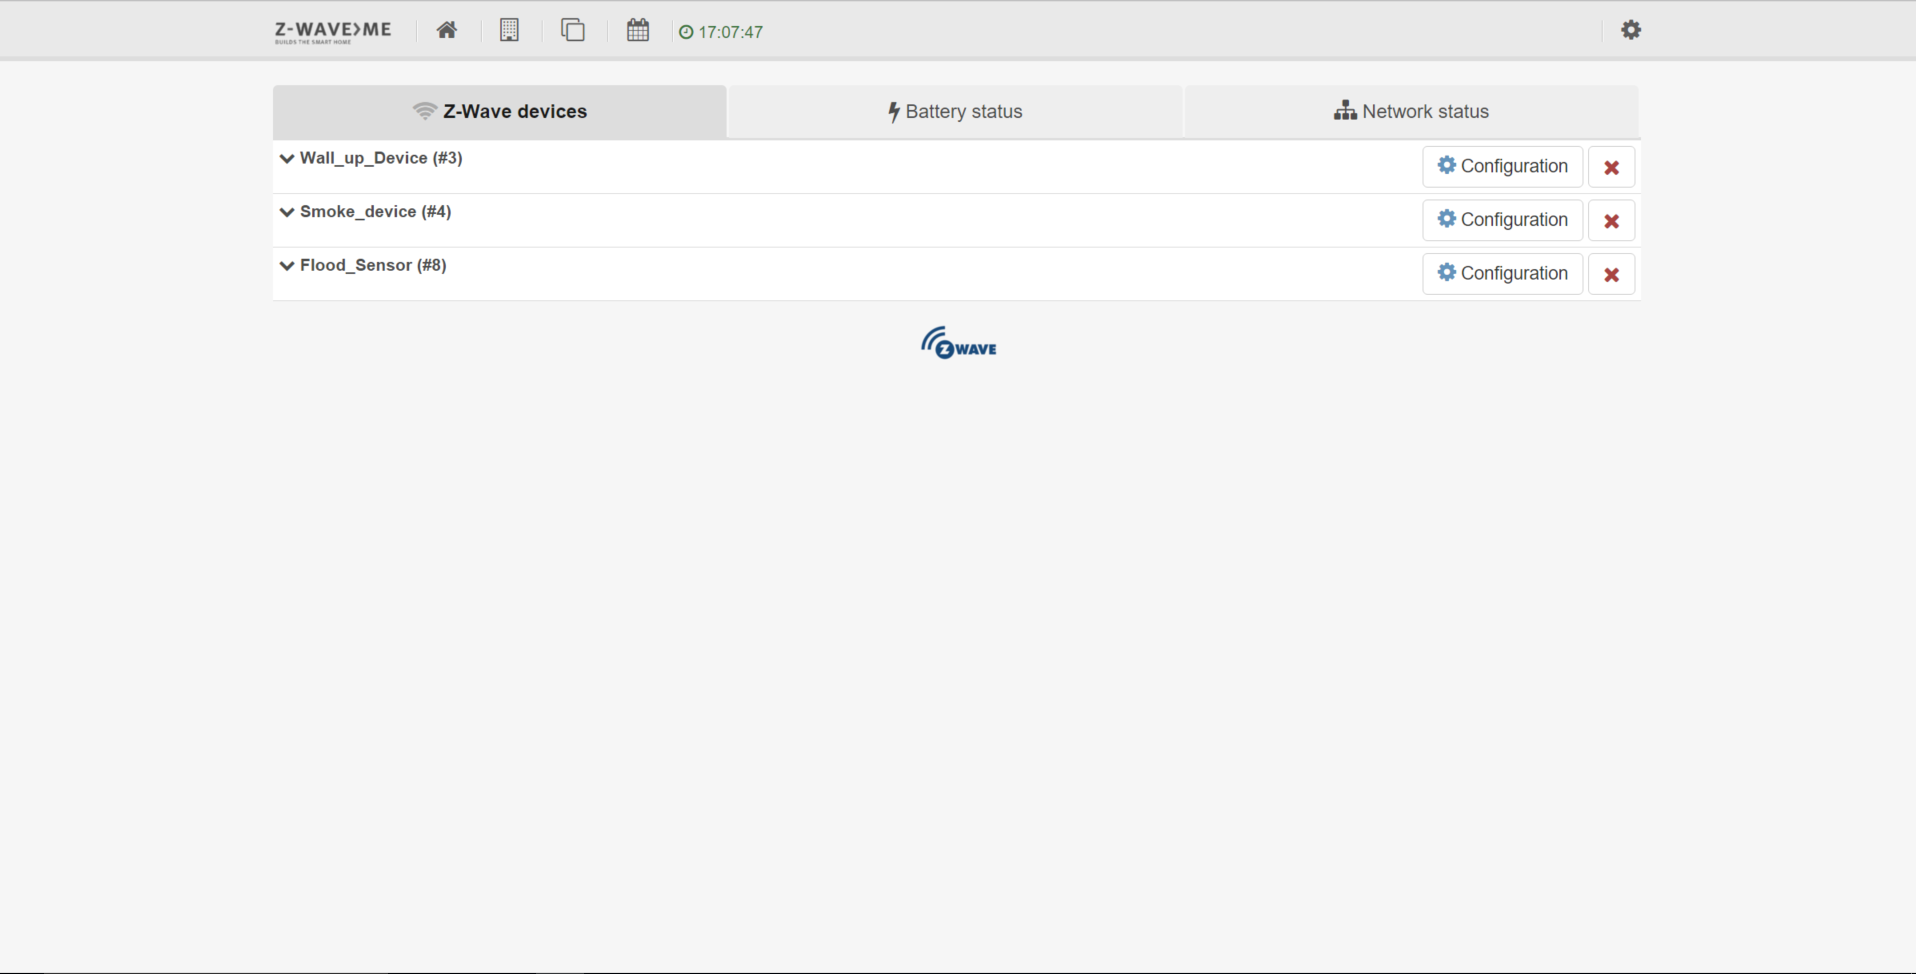 Z-WAVE>ME
BUILDS THE SMART HOME
17:07:47
Z-Wave devices
Battery status
Network status
Wall_up_Device (#3)
Configuration
Smoke_device (#4)
Configuration
Flood_Sensor (#8)
Configuration
Z WAVE